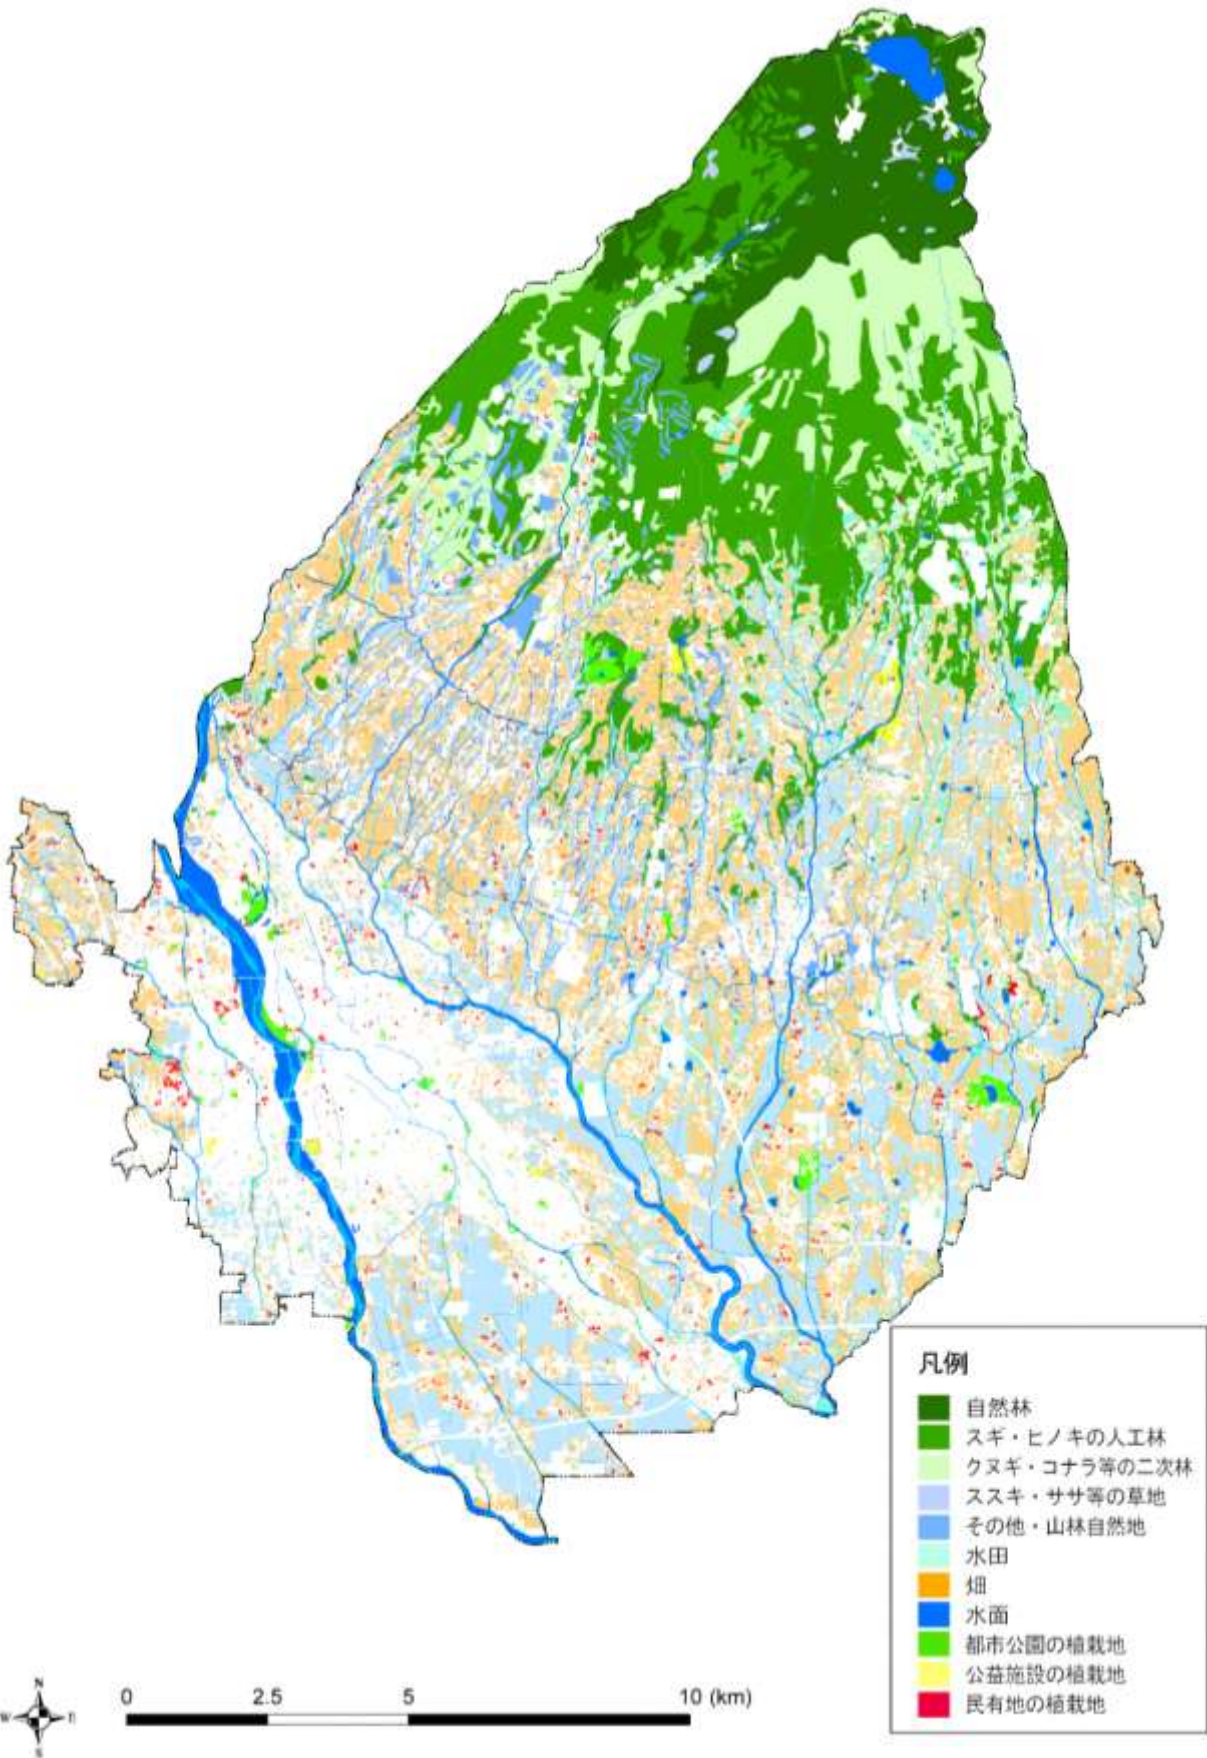 凡例
自然林
スギ・ヒノキの人工林
クヌギ・コナラ等の二次林
ススキ・ササ等の草地
その他・山林自然地
水田
畑
水面
都市公園の植栽地
公益施設の植栽地
民有地の植栽地
N
W E
S
0 2.5 5 10 (km)